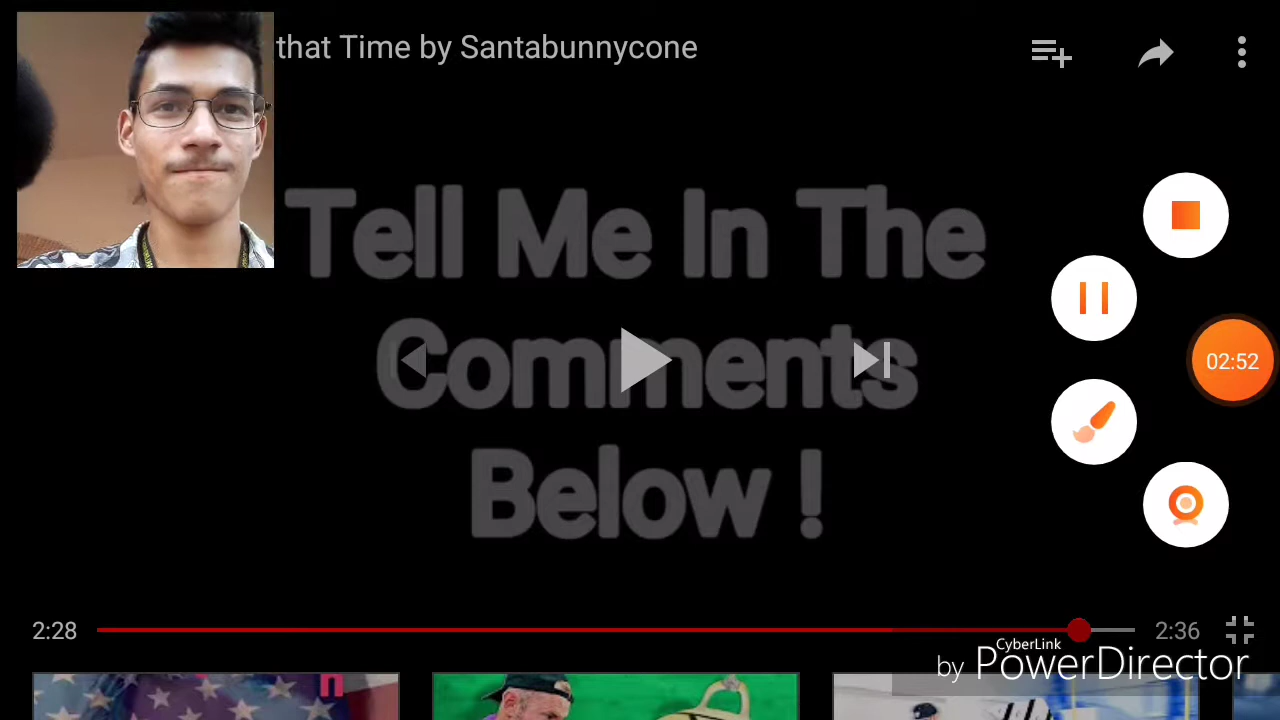 that Time by Santabunnycone
Tell Me In The
Comments
Below !
02:52
2:28
2:36
CyberLink
by PowerDirector
n